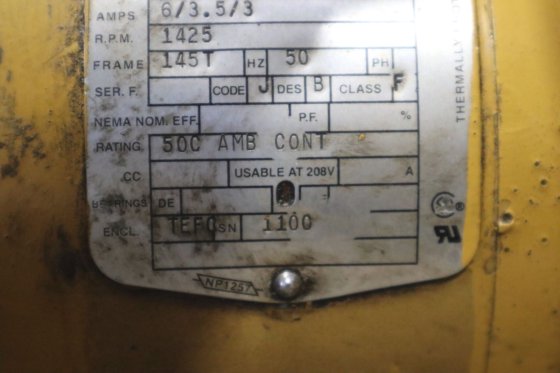 AMPS 6/3.5/3
R.P.M. 1425
FRAME 145T HZ 50 PH
SER. F. CODE J DES B CLASS F
NEMA NOM. EFF. P.F. %
RATING 50C AMB CONT
CC USABLE AT 208V A
BEARINGS DE
ENCL. TEFC SN 1100
NP1257
THERMALLY